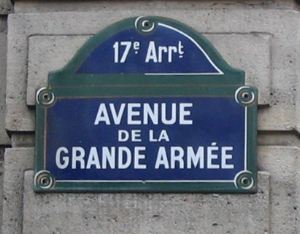 17e Arrt
AVENUE
DE LA
GRANDE ARMÉE